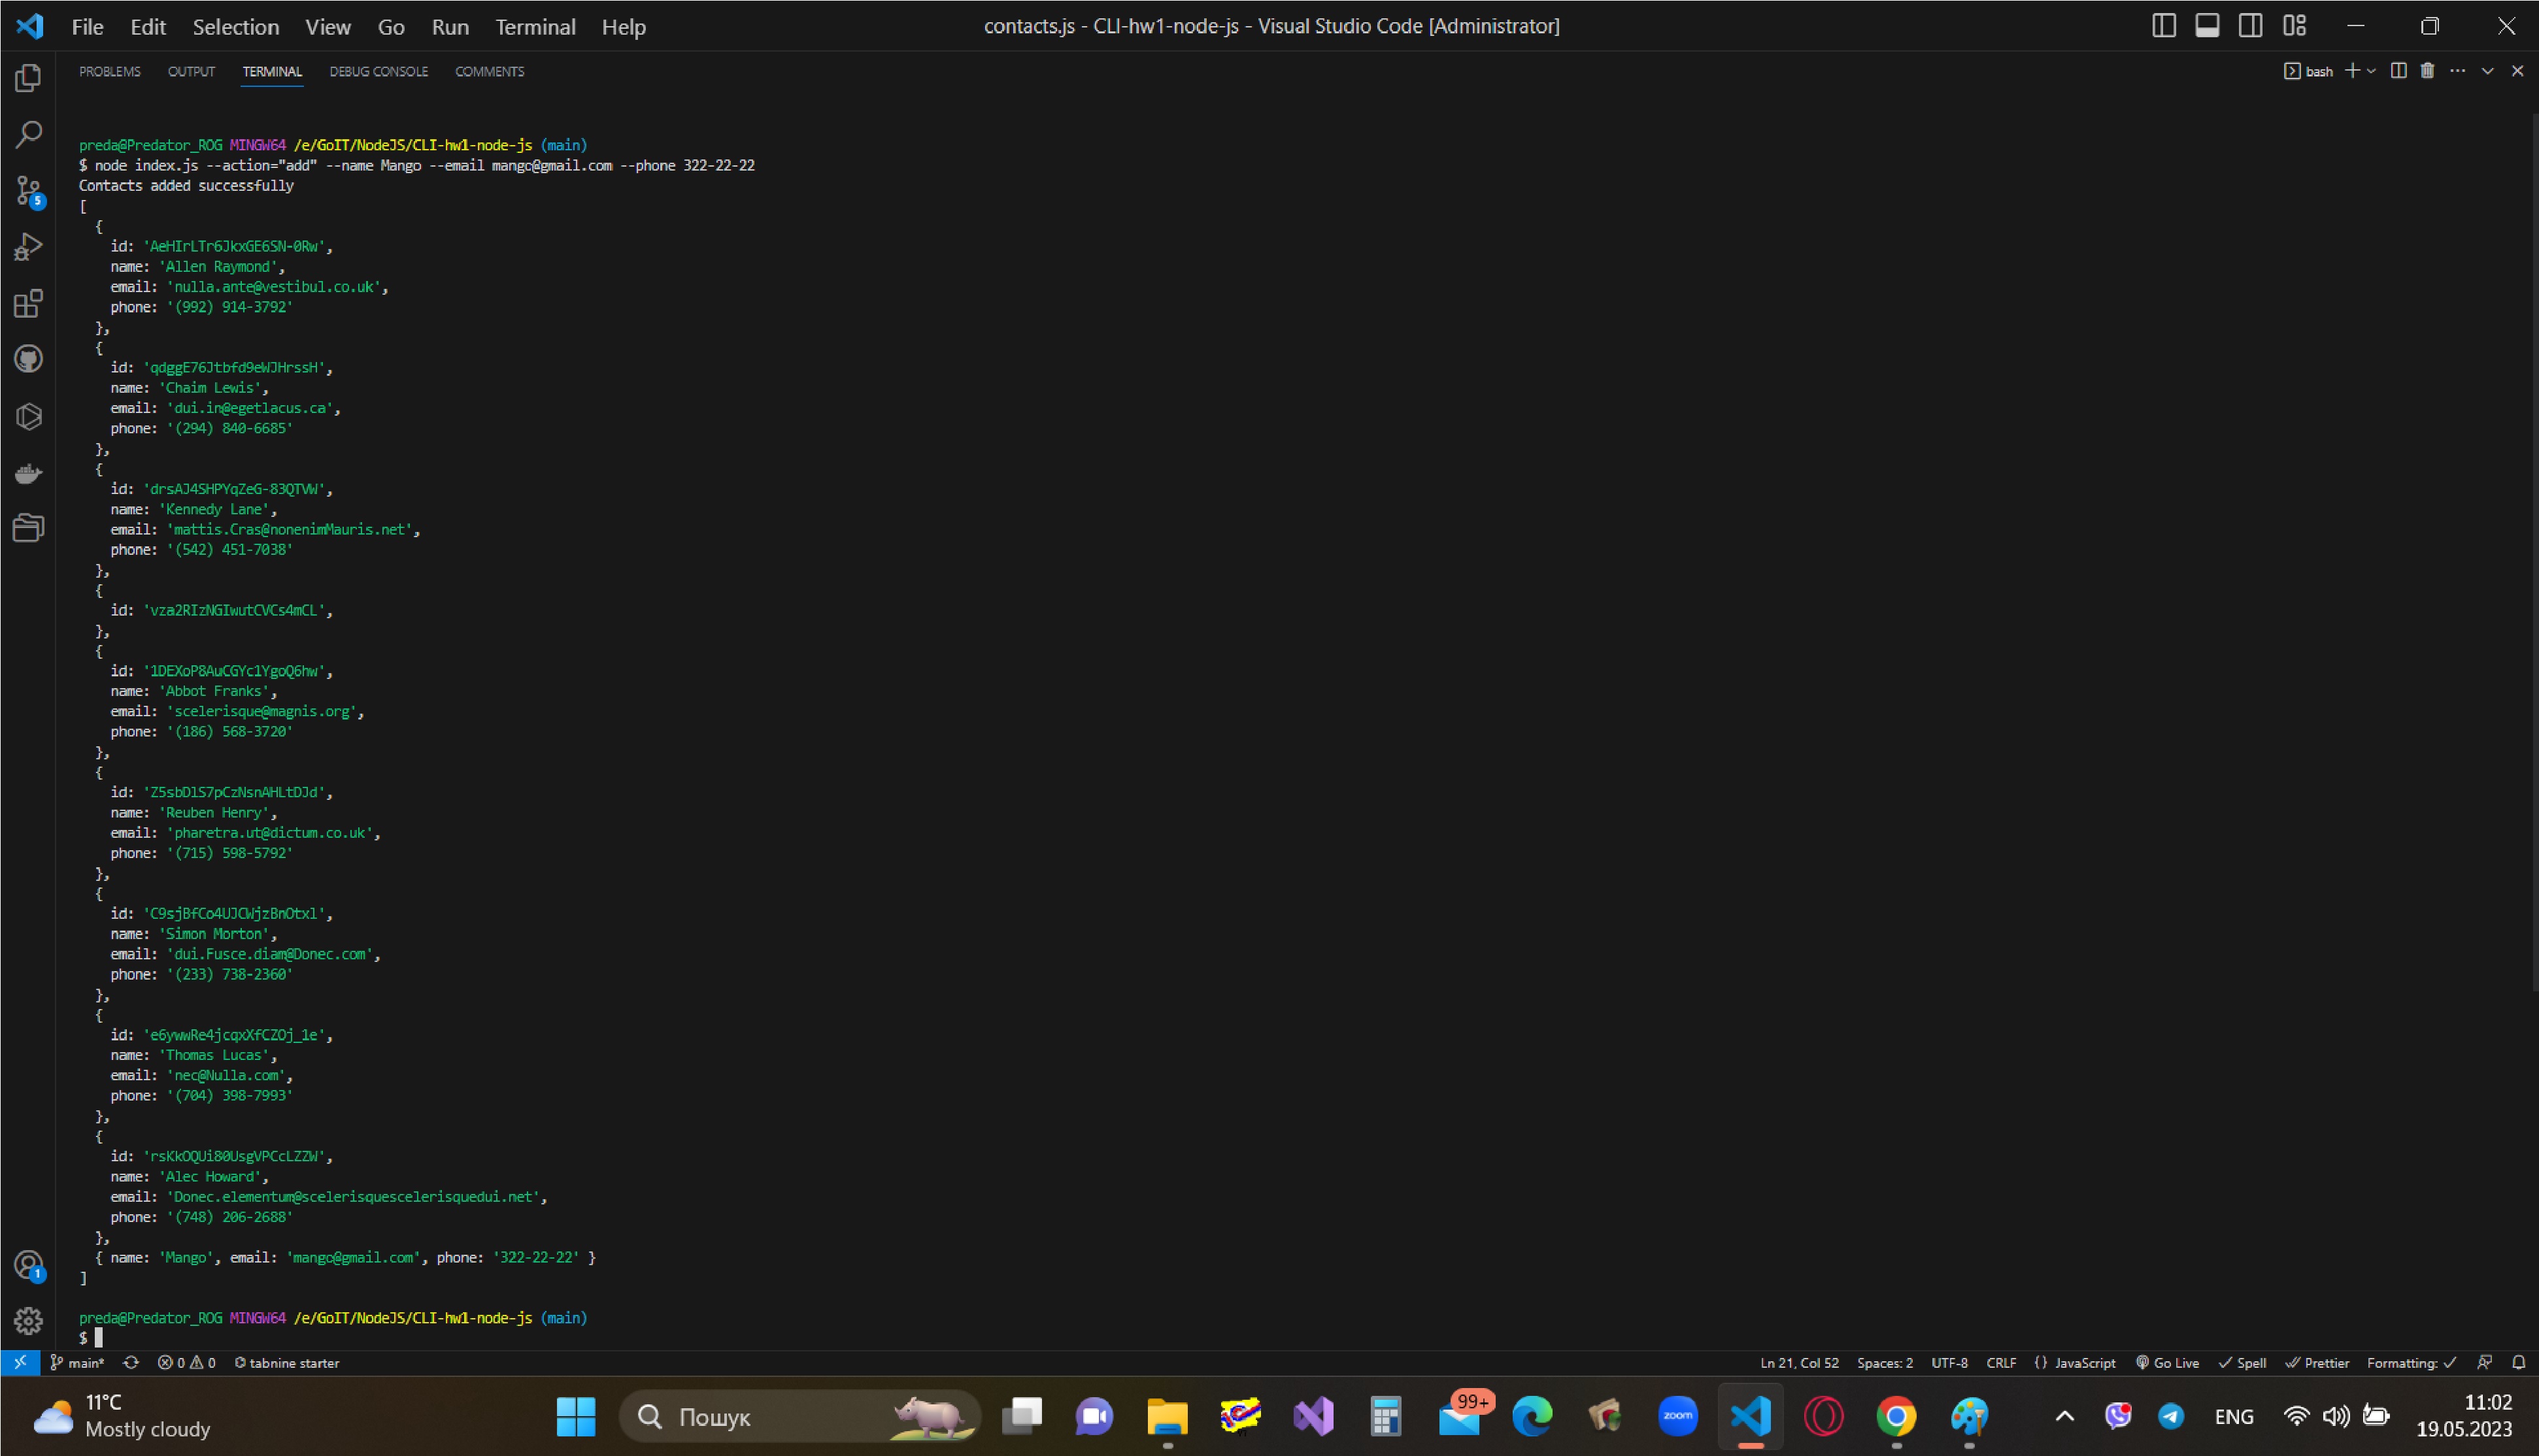 File Edit Selection View Go Run Terminal Help
contacts.js - CLI-hw1-node-js - Visual Studio Code [Administrator]
PROBLEMS OUTPUT TERMINAL DEBUG CONSOLE COMMENTS
bash
preda@Predator_ROG MINGW64 /e/GoIT/NodeJS/CLI-hw1-node-js (main)
$ node index.js --action="add" --name Mango --email mango@gmail.com --phone 322-22-22
Contacts added successfully
[
{
id: 'AeHIrLTr6JkxGE6SN-0Rw',
name: 'Allen Raymond',
email: 'nulla.ante@vestibul.co.uk',
phone: '(992) 914-3792'
},
{
id: 'qdggE76Jtbfd9eWJHrssH',
name: 'Chaim Lewis',
email: 'dui.in@egetlacus.ca',
phone: '(294) 840-6685'
},
{
id: 'drsAJ4SHPYqZeG-83QTVW',
name: 'Kennedy Lane',
email: 'mattis.Cras@nonenimMauris.net',
phone: '(542) 451-7038'
},
{
id: 'vza2RIzNGIwutCVCs4mCL',
},
{
id: '1DEXoP8AuCGYc1YgoQ6hw',
name: 'Abbot Franks',
email: 'scelerisque@magnis.org',
phone: '(186) 568-3720'
},
{
id: 'Z5sbDlS7pCzNsnAHLtDJd',
name: 'Reuben Henry',
email: 'pharetra.ut@dictum.co.uk',
phone: '(715) 598-5792'
},
{
id: 'C9sjBfCo4UJCWjzBnOtxl',
name: 'Simon Morton',
email: 'dui.Fusce.diam@Donec.com',
phone: '(233) 738-2360'
},
{
id: 'e6ywwRe4jcqxXfCZOj_1e',
name: 'Thomas Lucas',
email: 'nec@Nulla.com',
phone: '(704) 398-7993'
},
{
id: 'rsKkOQUi80UsgVPCcLZZW',
name: 'Alec Howard',
email: 'Donec.elementum@scelerisquescelerisquedui.net',
phone: '(748) 206-2688'
},
{ name: 'Mango', email: 'mango@gmail.com', phone: '322-22-22' }
]
preda@Predator_ROG MINGW64 /e/GoIT/NodeJS/CLI-hw1-node-js (main)
$
5
1
main* 0 0 tabnine starter
Ln 21, Col 52 Spaces: 2 UTF-8 CRLF {} JavaScript Go Live Spell Prettier Formatting:
11°C
Mostly cloudy
Пошук
99+
zoom
ENG
11:02
19.05.2023